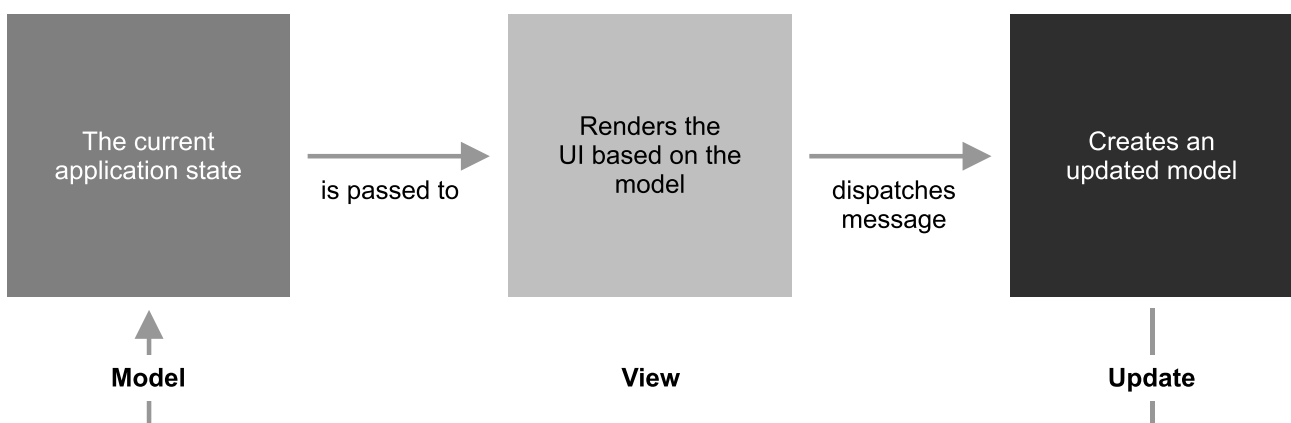 The current
application state
is passed to
Renders the
UI based on the
model
dispatches
message
Creates an
updated model
Model
View
Update